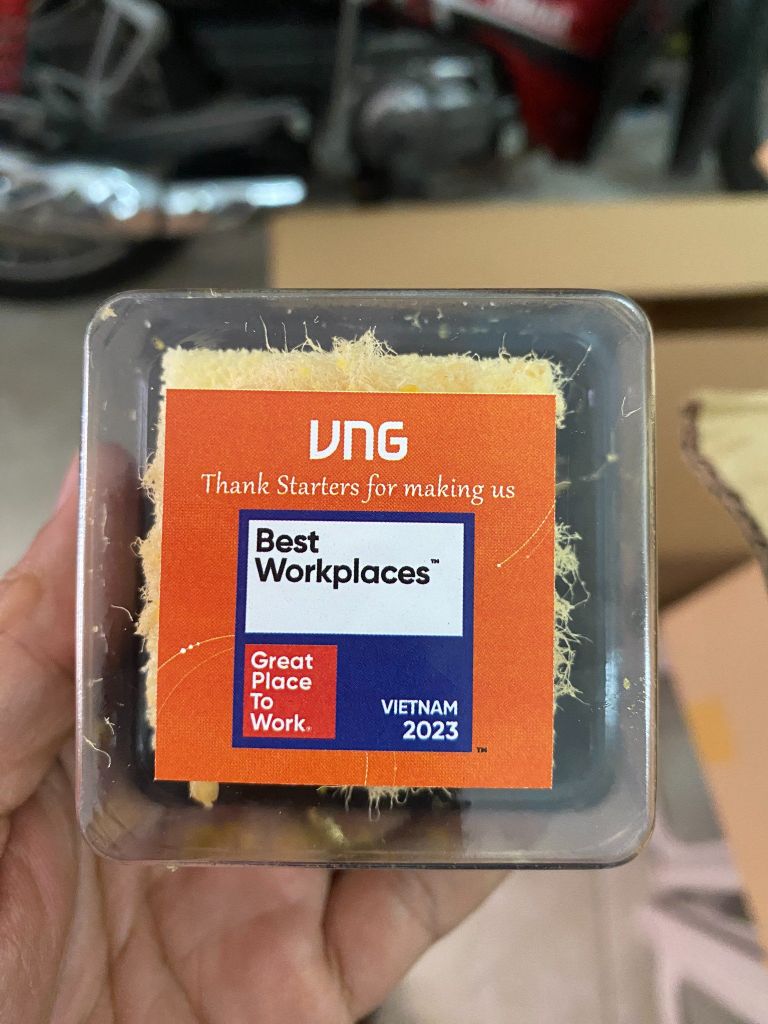 VNG
Thank Starters for making us
Best
Workplaces™
Great
Place
To
Work®
VIETNAM
2023
™